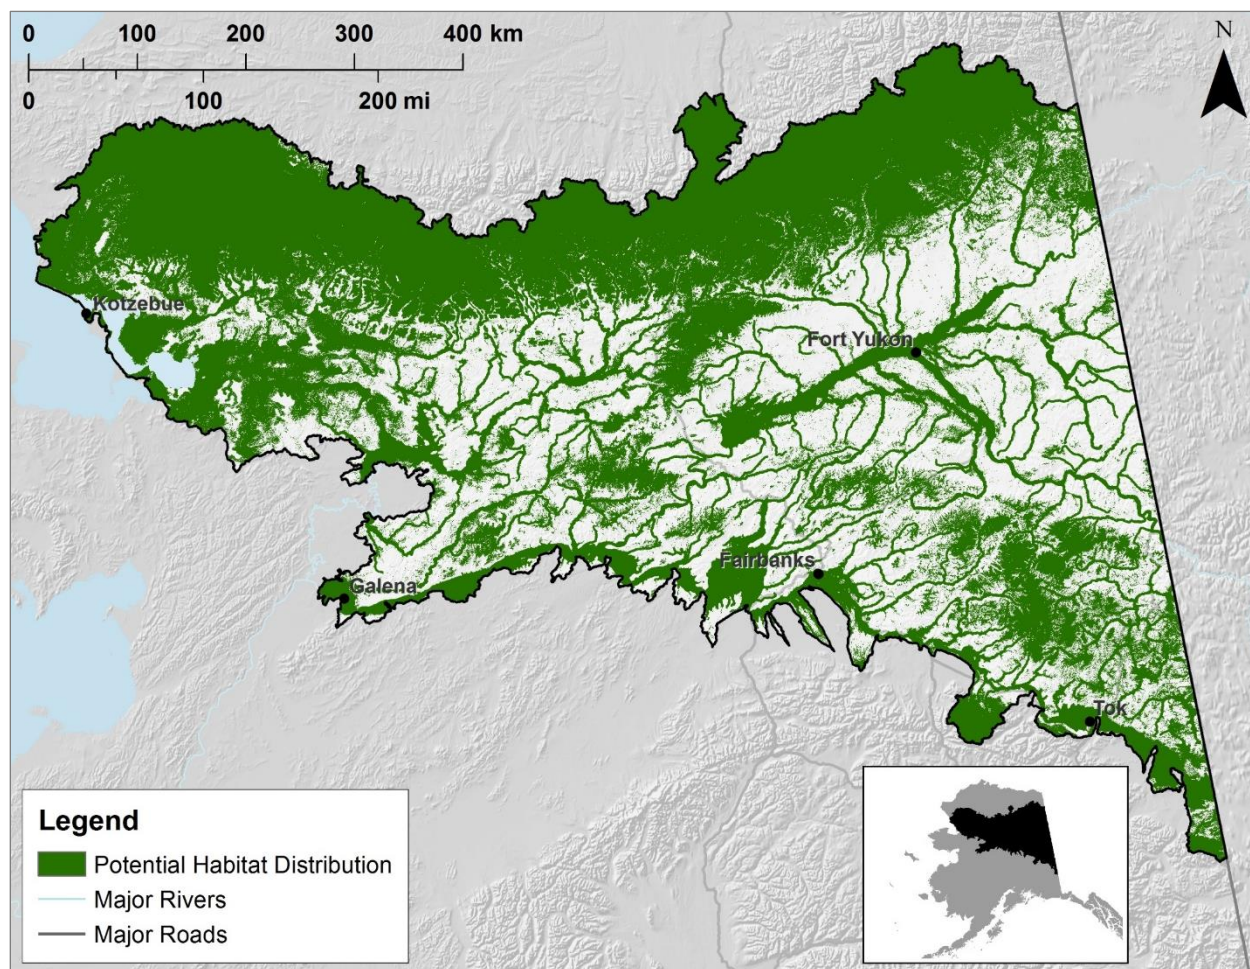 0 100 200 300 400 km
0 100 200 mi
N
Kotzebue
Fort Yukon
Fairbanks
Galena
Tok
Legend
Potential Habitat Distribution
Major Rivers
Major Roads